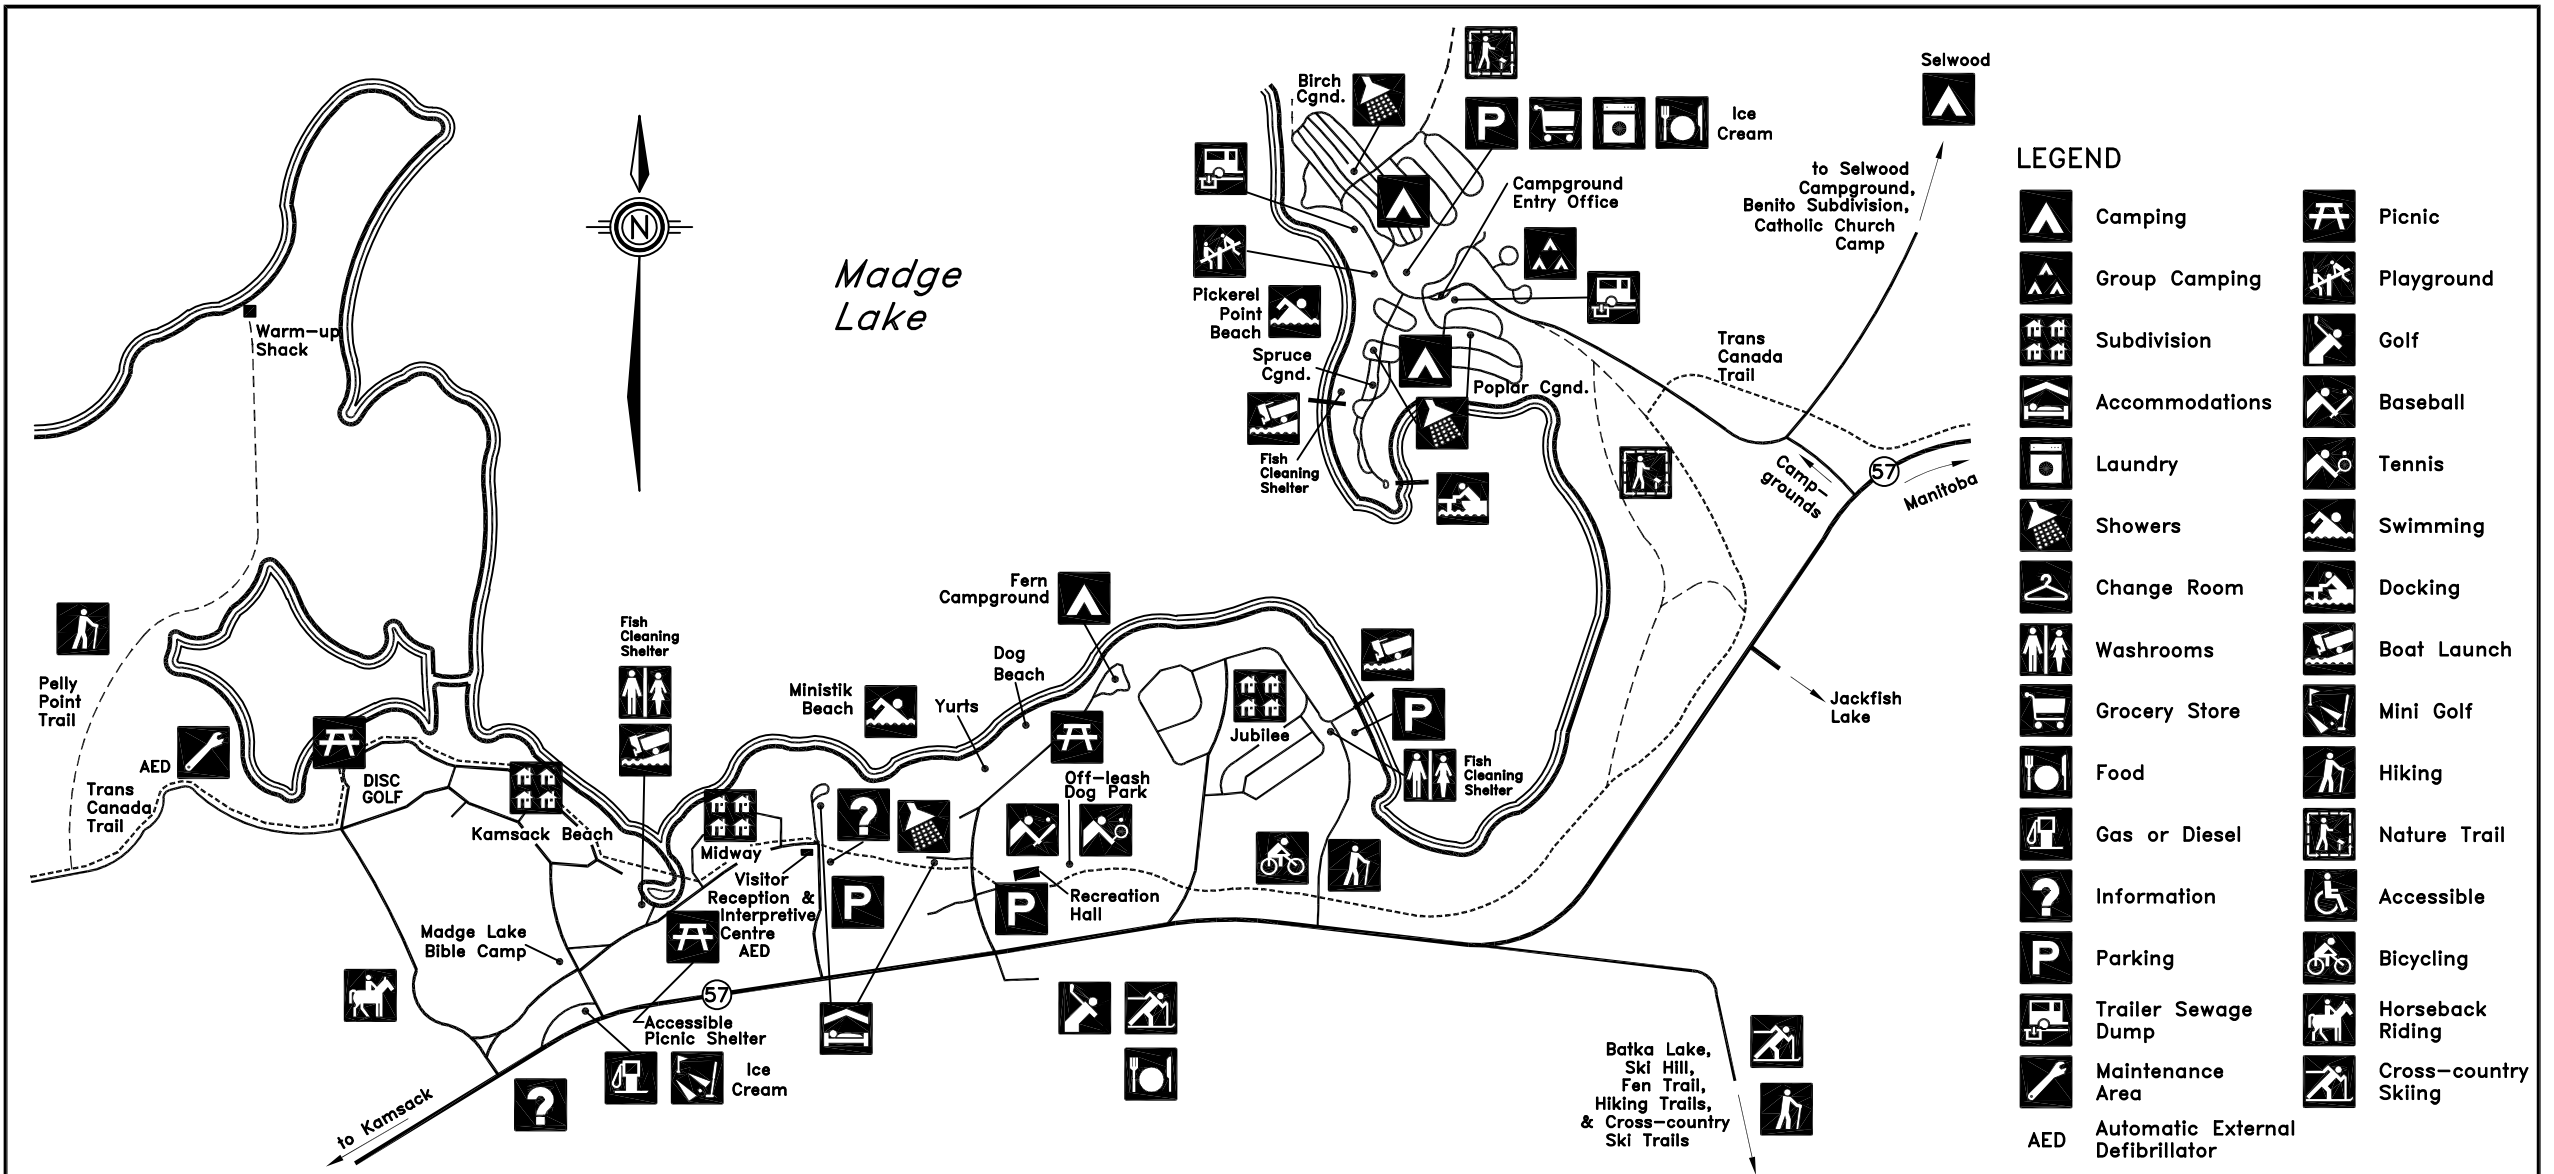 Selwood
Birch
Cgnd.
P
Ice
Cream
to Selwood
Campground,
Benito Subdivision,
Catholic Church
Camp
Campground
Entry Office
N
Madge
Lake
Pickerel
Point
Beach
Warm-up
Shack
Spruce
Cgnd.
Poplar Cgnd.
Trans
Canada
Trail
Fish
Cleaning
Shelter
Camp-
grounds
57
Manitoba
Fern
Campground
Fish
Cleaning
Shelter
Dog
Beach
Pelly
Point
Trail
Ministik
Beach
Yurts
Jackfish
Lake
P
Jubilee
AED
DISC
GOLF
Off-leash
Dog Park
Fish
Cleaning
Shelter
Trans
Canada
Trail
Kamsack Beach
?
Midway
Visitor
Reception &
Interpretive
Centre
AED
P
P
Recreation
Hall
Madge Lake
Bible Camp
57
Accessible
Picnic Shelter
Ice
Cream
?
to Kamsack
Batka Lake,
Ski Hill,
Fen Trail,
Hiking Trails,
& Cross-country
Ski Trails
LEGEND
Camping
Group Camping
Subdivision
Accommodations
Laundry
Showers
Change Room
Washrooms
Grocery Store
Food
Gas or Diesel
?
Information
P
Parking
Trailer Sewage
Dump
Maintenance
Area
AED
Automatic External
Defibrillator
Picnic
Playground
Golf
Baseball
Tennis
Swimming
Docking
Boat Launch
Mini Golf
Hiking
Nature Trail
Accessible
Bicycling
Horseback
Riding
Cross-country
Skiing